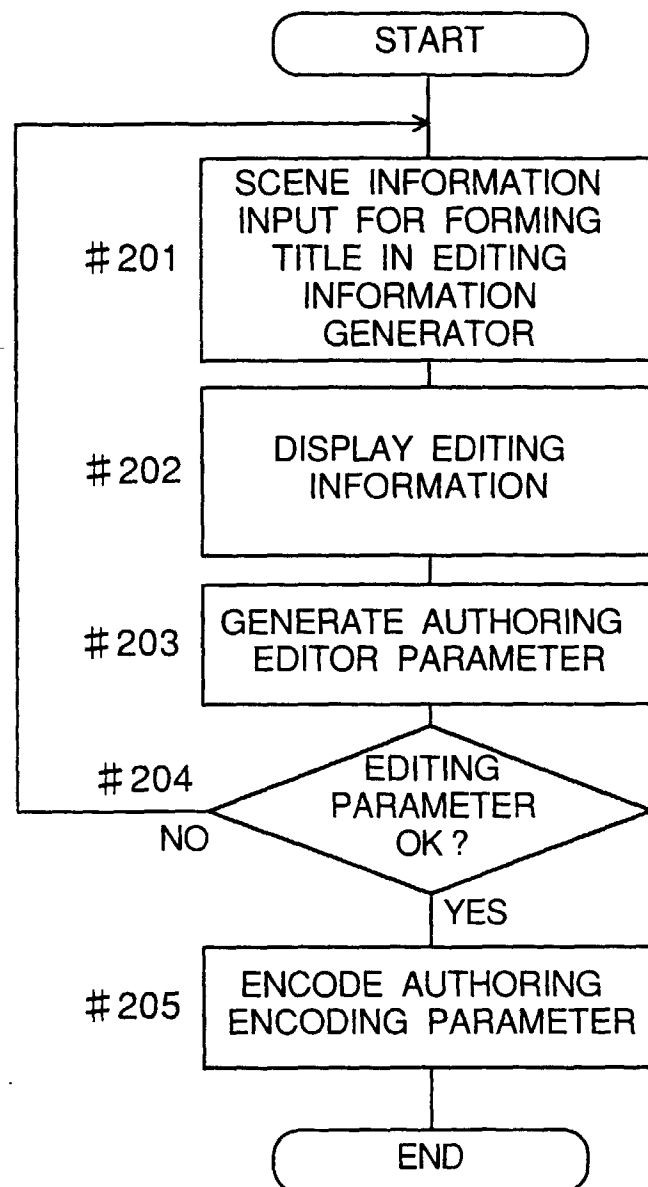 START
#201
SCENE INFORMATION
INPUT FOR FORMING
TITLE IN EDITING
INFORMATION
GENERATOR
#202
DISPLAY EDITING
INFORMATION
#203
GENERATE AUTHORING
EDITOR PARAMETER
#204
EDITING
PARAMETER
OK?
NO
YES
#205
ENCODE AUTHORING
ENCODING PARAMETER
END